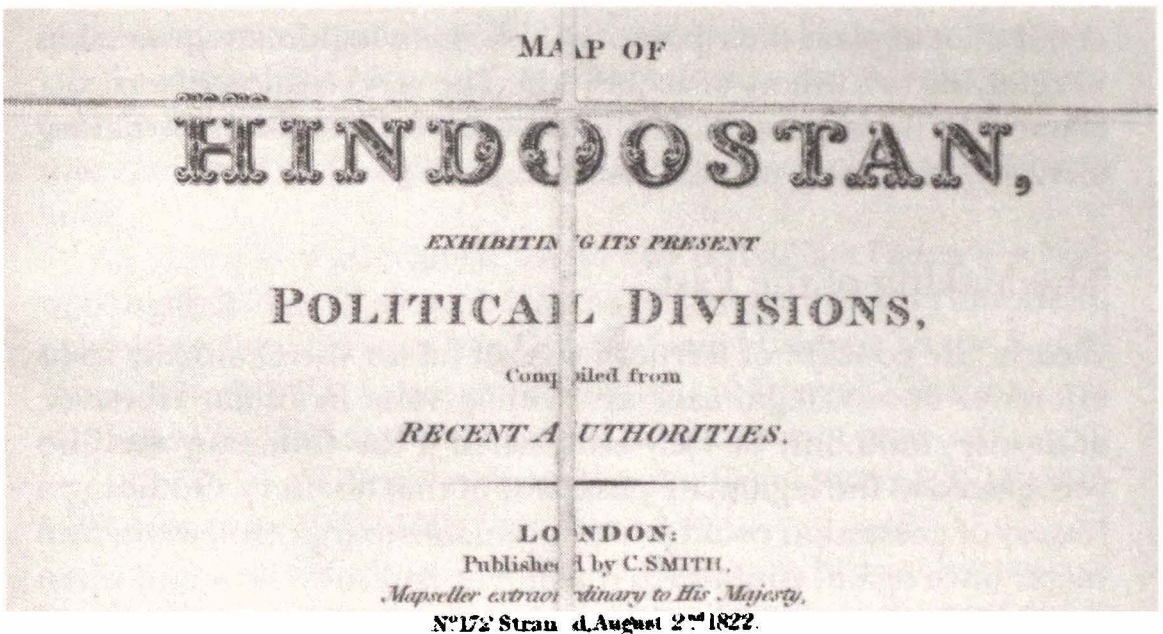 MAP OF
HINDOOSTAN,
EXHIBITING ITS PRESENT
POLITICAL DIVISIONS,
Compiled from
RECENT AUTHORITIES.
LONDON:
Published by C. SMITH,
Mapseller extraordinary to His Majesty,
No. 172 Strand, August 2nd 1822.